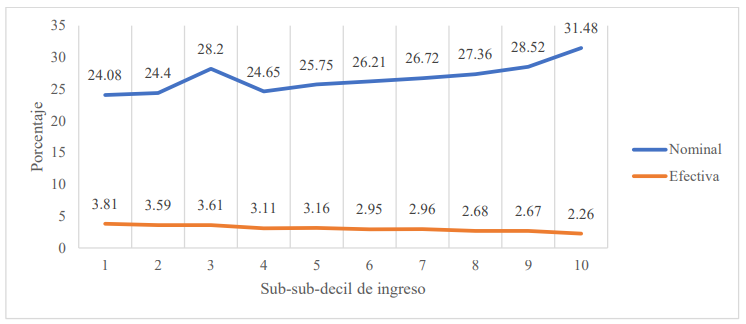 35
30
25
20
15
10
5
0
Porcentaje
24.08 24.4 28.2 24.65 25.75 26.21 26.72 27.36 28.52 31.48
3.81 3.59 3.61 3.11 3.16 2.95 2.96 2.68 2.67 2.26
1 2 3 4 5 6 7 8 9 10
Sub-sub-decil de ingreso
Nominal
Efectiva